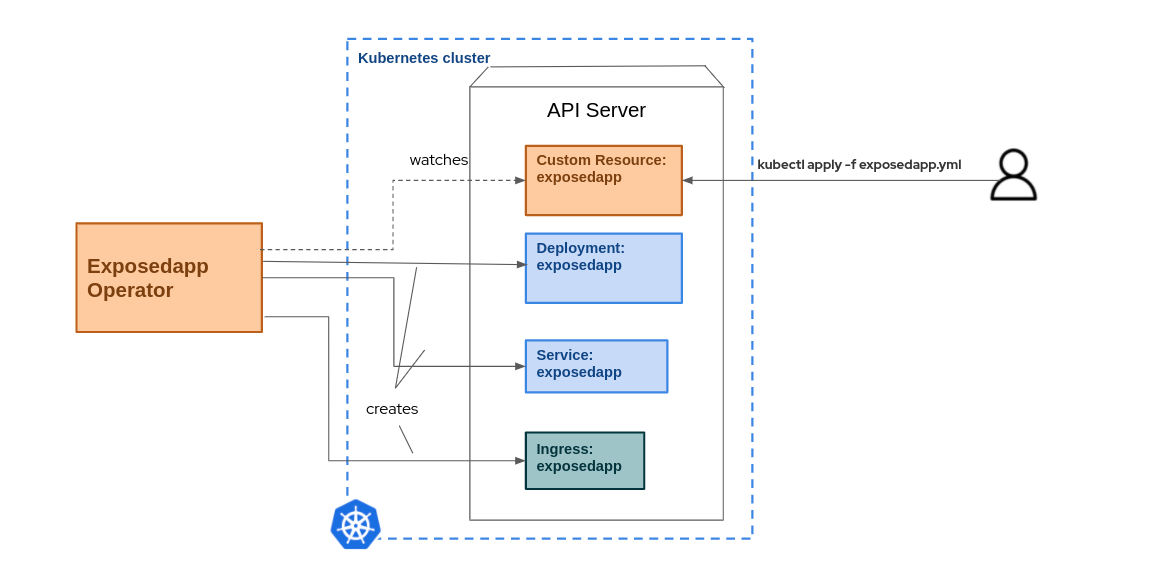 Kubernetes cluster
API Server
watches
Custom Resource:
exposedapp
kubectl apply -f exposedapp.yml
Exposedapp
Operator
Deployment:
exposedapp
Service:
exposedapp
creates
Ingress:
exposedapp